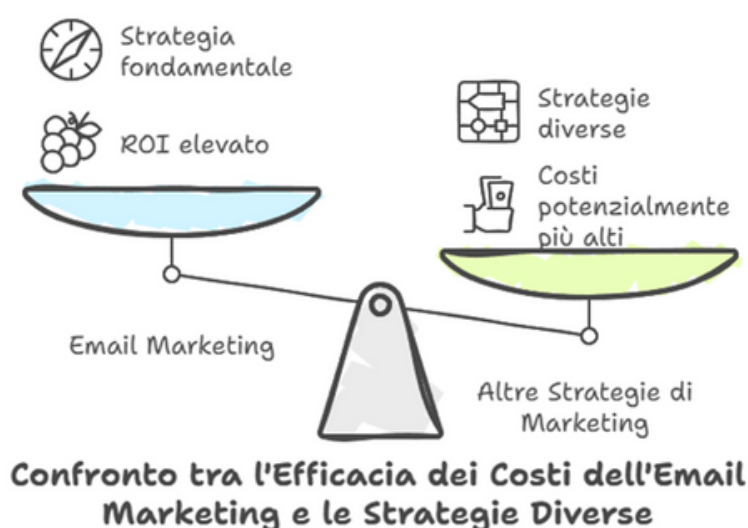 Strategia
fondamentale
ROI elevato
Strategie
diverse
Costi
potenzialmente
più alti
Email Marketing
Altre Strategie di
Marketing
Confronto tra l'Efficacia dei Costi dell'Email
Marketing e le Strategie Diverse